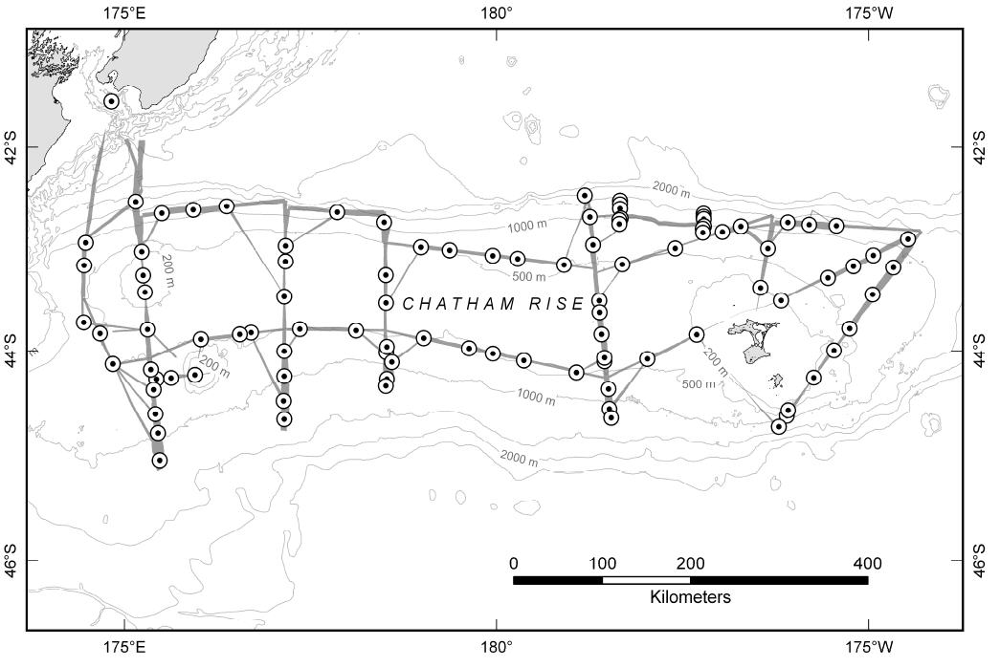 175°E 180° 175°W
42°S 42°S
2000 m
1000 m
200 m
500 m
CHATHAM RISE
44°S 44°S
200 m
200 m
500 m
1000 m
2000 m
46°S 46°S
0 100 200 400
Kilometers
175°E 180° 175°W